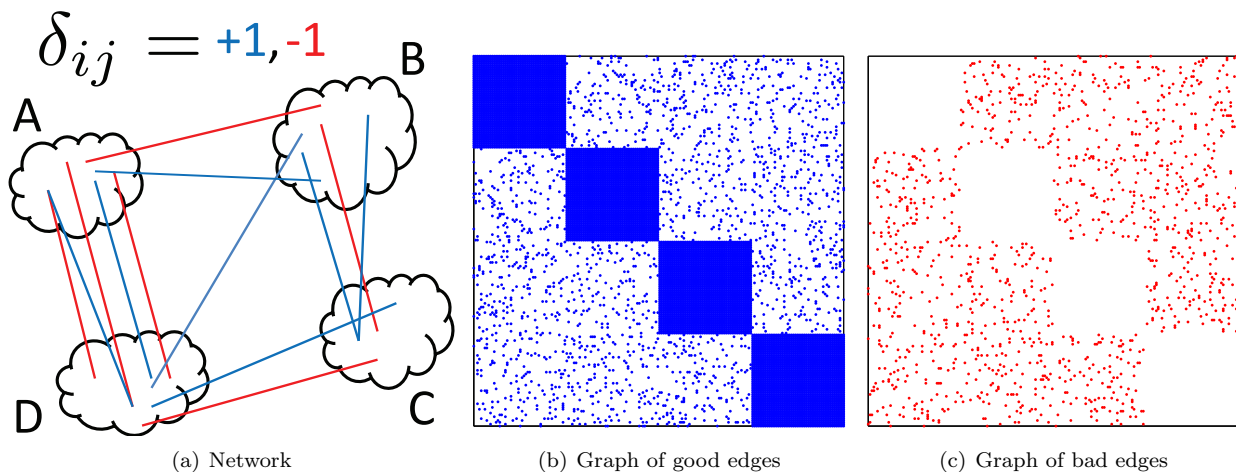 δij = +1,-1
A
B
C
D
(a) Network
(b) Graph of good edges
(c) Graph of bad edges